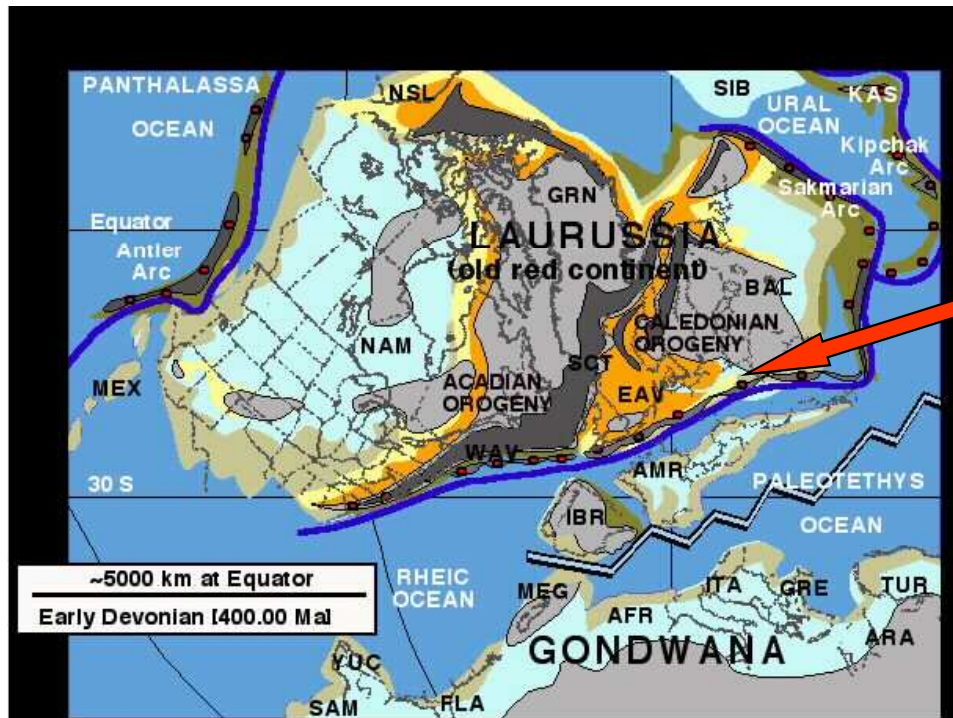 PANTHALASSA
OCEAN
NSL
SIB
KAS
URAL
OCEAN
Kipchak
Arc
Sakmarian
Arc
GRN
Equator
Antler
Arc
LAURUSSIA
(old red continent)
BAL
CALEDONIAN
OROGENY
NAM
SCT
MEX
ACADIAN
OROGENY
EAV
WAV
AMR
30 S
PALEOTETHYS
OCEAN
IBR
~5000 km at Equator
Early Devonian [400.00 Ma]
RHEIC
OCEAN
MEG
ITA
GRE
TUR
AFR
ARA
GONDWANA
YUC
SAM
FLA